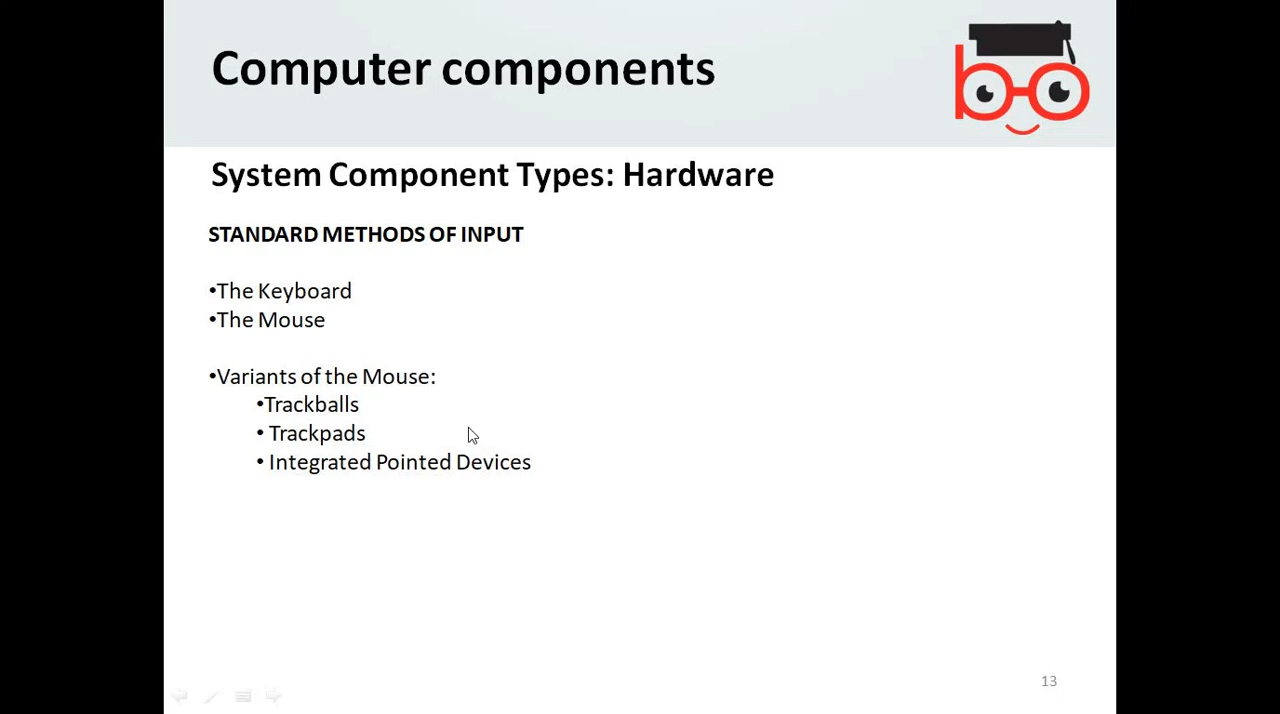 Computer components
System Component Types: Hardware
STANDARD METHODS OF INPUT
•The Keyboard
•The Mouse
•Variants of the Mouse:
•Trackballs
• Trackpads
• Integrated Pointed Devices
13